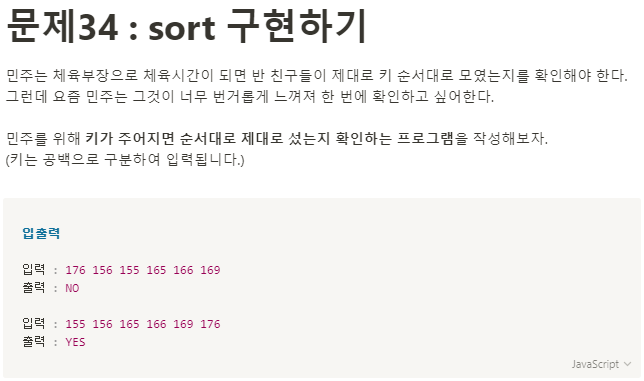 문제34 : sort 구현하기
민주는 체육부장으로 체육시간이 되면 반 친구들이 제대로 키 순서대로 모였는지를 확인해야 한다.
그런데 요즘 민주는 그것이 너무 번거롭게 느껴져 한 번에 확인하고 싶어한다.
민주를 위해 키가 주어지면 순서대로 제대로 섰는지 확인하는 프로그램을 작성해보자.
(키는 공백으로 구분하여 입력됩니다.)
입출력
입력 : 176 156 155 165 166 169
출력 : NO
입력 : 155 156 165 166 169 176
출력 : YES
JavaScript